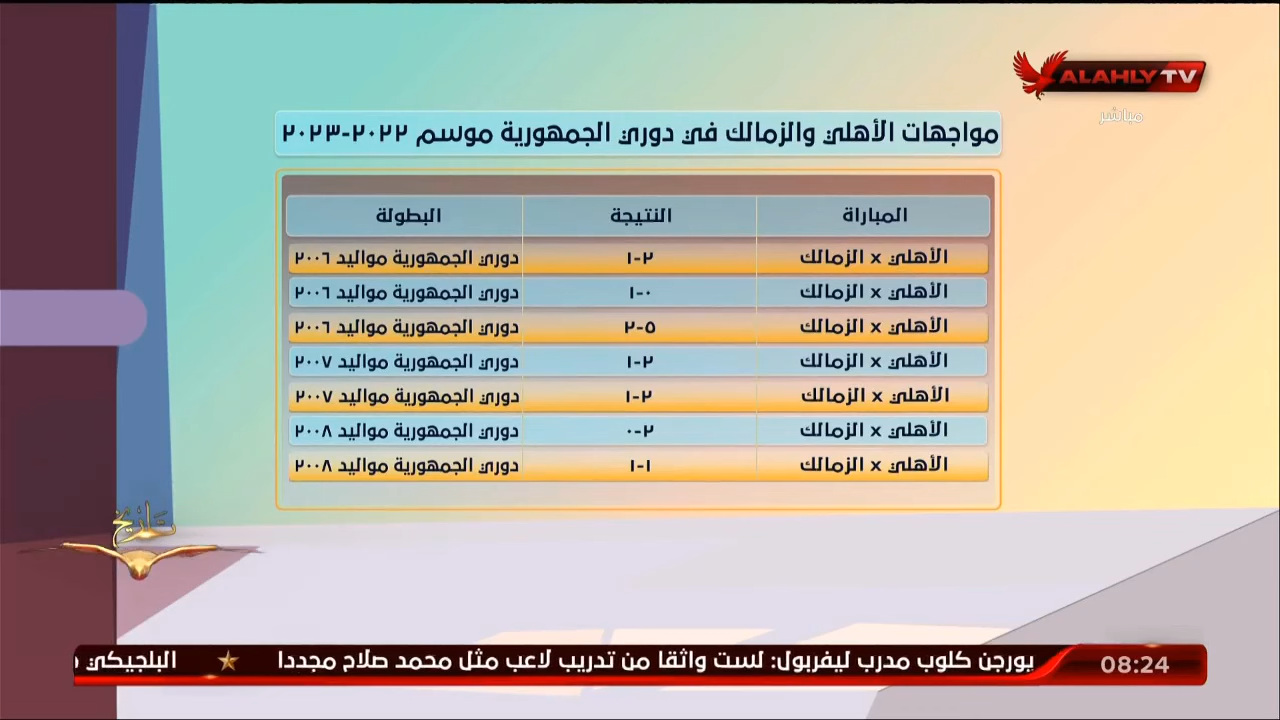 ALAHLY TV
مباشر
مواجهات الأهلي والزمالك في دوري الجمهورية موسم ٢٠٢٢-٢٠٢٣
المباراة النتيجة البطولة
الأهلي x الزمالك ٢-١ دوري الجمهورية مواليد ٢٠٠٦
الأهلي x الزمالك ٠-١ دوري الجمهورية مواليد ٢٠٠٦
الأهلي x الزمالك ٥-٢ دوري الجمهورية مواليد ٢٠٠٦
الأهلي x الزمالك ٢-١ دوري الجمهورية مواليد ٢٠٠٧
الأهلي x الزمالك ٢-١ دوري الجمهورية مواليد ٢٠٠٧
الأهلي x الزمالك ٢-٠ دوري الجمهورية مواليد ٢٠٠٨
الأهلي x الزمالك ١-١ دوري الجمهورية مواليد ٢٠٠٨
تاريخ
08:24 يورجن كلوب مدرب ليفربول: لست واثقا من تدريب لاعب مثل محمد صلاح مجددا البلجيكي